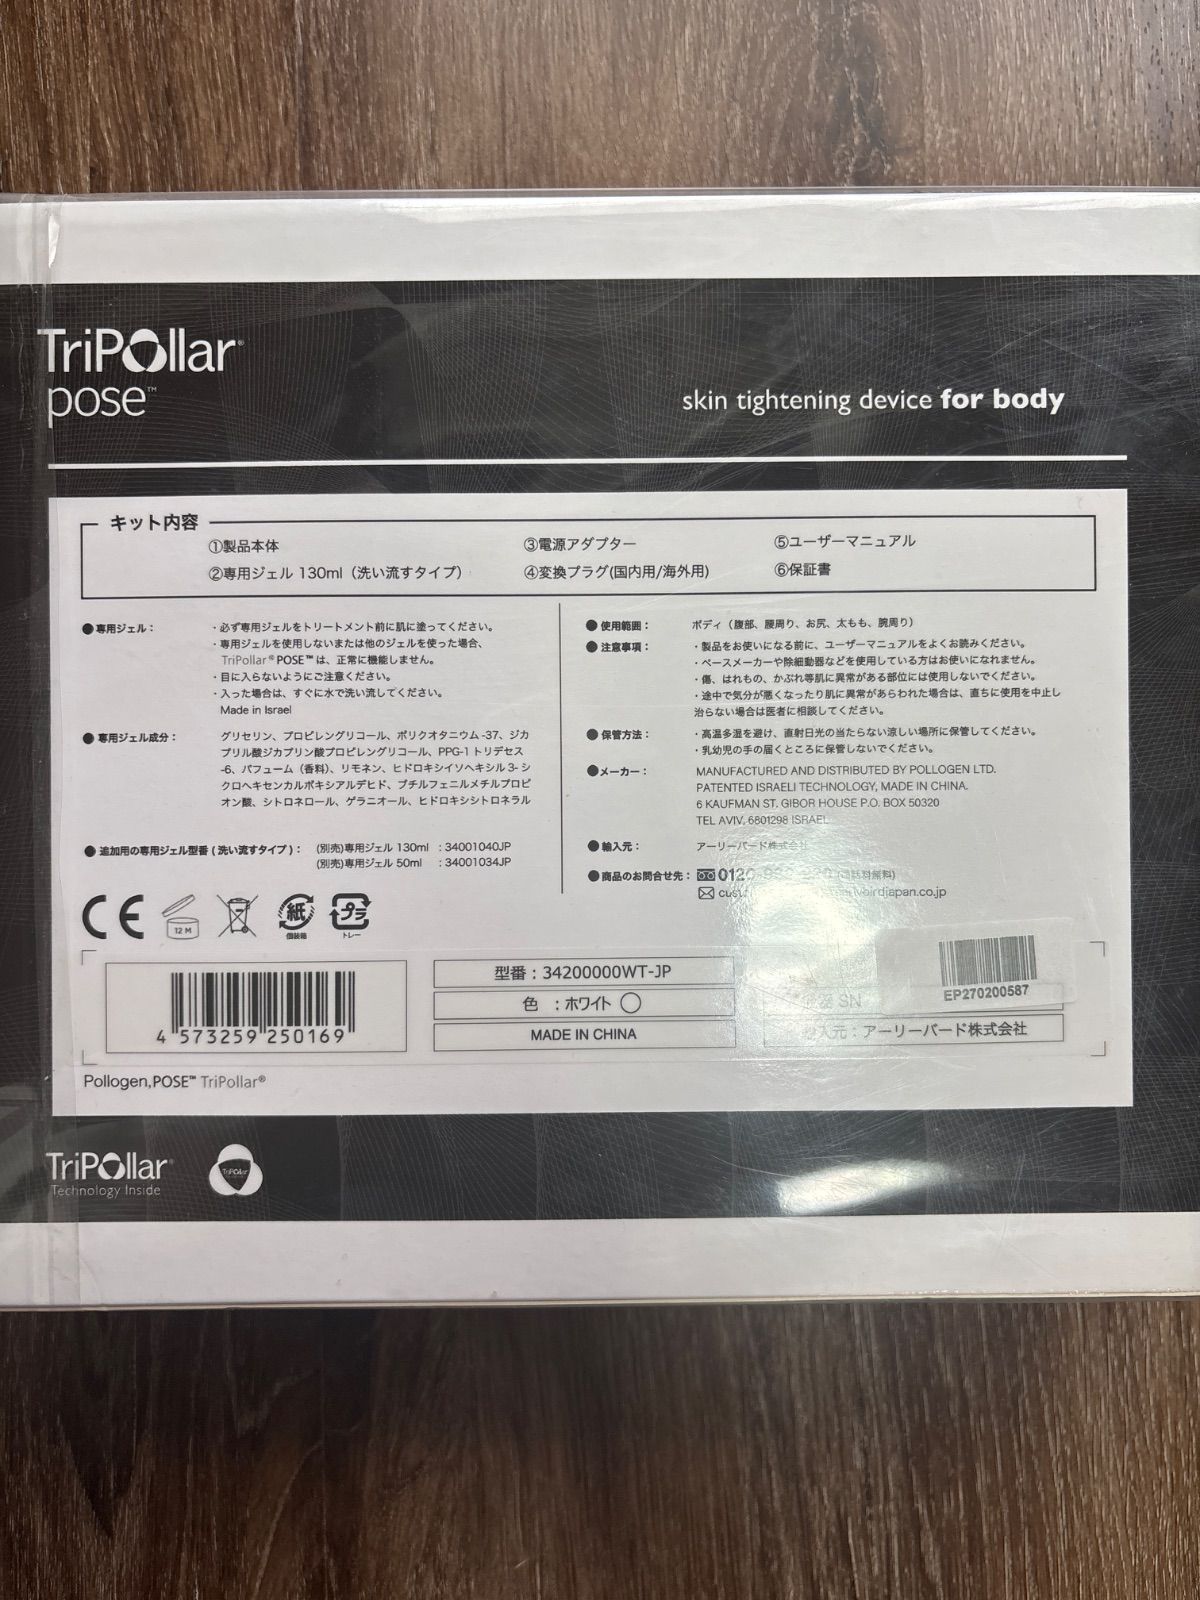 TriPollar®
pose™
skin tightening device for body
キット内容
①製品本体
②専用ジェル 130ml（洗い流すタイプ）
③電源アダプター
④変換プラグ(国内用/海外用)
⑤ユーザーマニュアル
⑥保証書
●専用ジェル：
・必ず専用ジェルをトリートメント前に肌に塗ってください。
・専用ジェルを使用しないまたは他のジェルを使った場合、
TriPollar® POSE™ は、正常に機能しません。
・目に入らないようにご注意ください。
・入った場合は、すぐに水で洗い流してください。
Made in Israel
●専用ジェル成分：
グリセリン、プロピレングリコール、ポリクオタニウム -37、ジカ
プリル酸ジカプリン酸プロピレングリコール、PPG-1 トリデセス
-6、パフューム（香料）、リモネン、ヒドロキシイソヘキシル 3- シ
クロヘキセンカルボキシアルデヒド、ブチルフェニルメチルプロピ
オン酸、シトロネロール、ゲラニオール、ヒドロキシシトロネラル
●追加用の専用ジェル型番（洗い流すタイプ）：
(別売)専用ジェル 130ml ：34001040JP
(別売)専用ジェル 50ml ：34001034JP
●使用範囲：
ボディ（腹部、腰周り、お尻、太もも、腕周り）
●注意事項：
・製品をお使いになる前に、ユーザーマニュアルをよくお読みください。
・ペースメーカーや除細動器などを使用している方はお使いになれません。
・傷、はれもの、かぶれ等肌に異常がある部位には使用しないでください。
・途中で気分が悪くなったり肌に異常があらわれた場合は、直ちに使用を中止し
治らない場合は医者に相談してください。
●保管方法：
・高温多湿を避け、直射日光の当たらない涼しい場所に保管してください。
・乳幼児の手の届くところに保管しないでください。
●メーカー：
MANUFACTURED AND DISTRIBUTED BY POLLOGEN LTD.
PATENTED ISRAELI TECHNOLOGY, MADE IN CHINA.
6 KAUFMAN ST. GIBOR HOUSE P.O. BOX 50320
TEL AVIV, 6801298 ISRAEL
●輸入元：
アーリーバード株式会社
●商品のお問合せ先：
(通話料無料)
birdjapan.co.jp
CE
12 M
紙
個装箱
プラ
トレー
4 573259 250169
型番：34200000WT-JP
色 ：ホワイト ○
MADE IN CHINA
SN
EP270200587
輸入元：アーリーバード株式会社
Pollogen,POSE™ TriPollar®
TriPollar®
Technology Inside
TriPollar